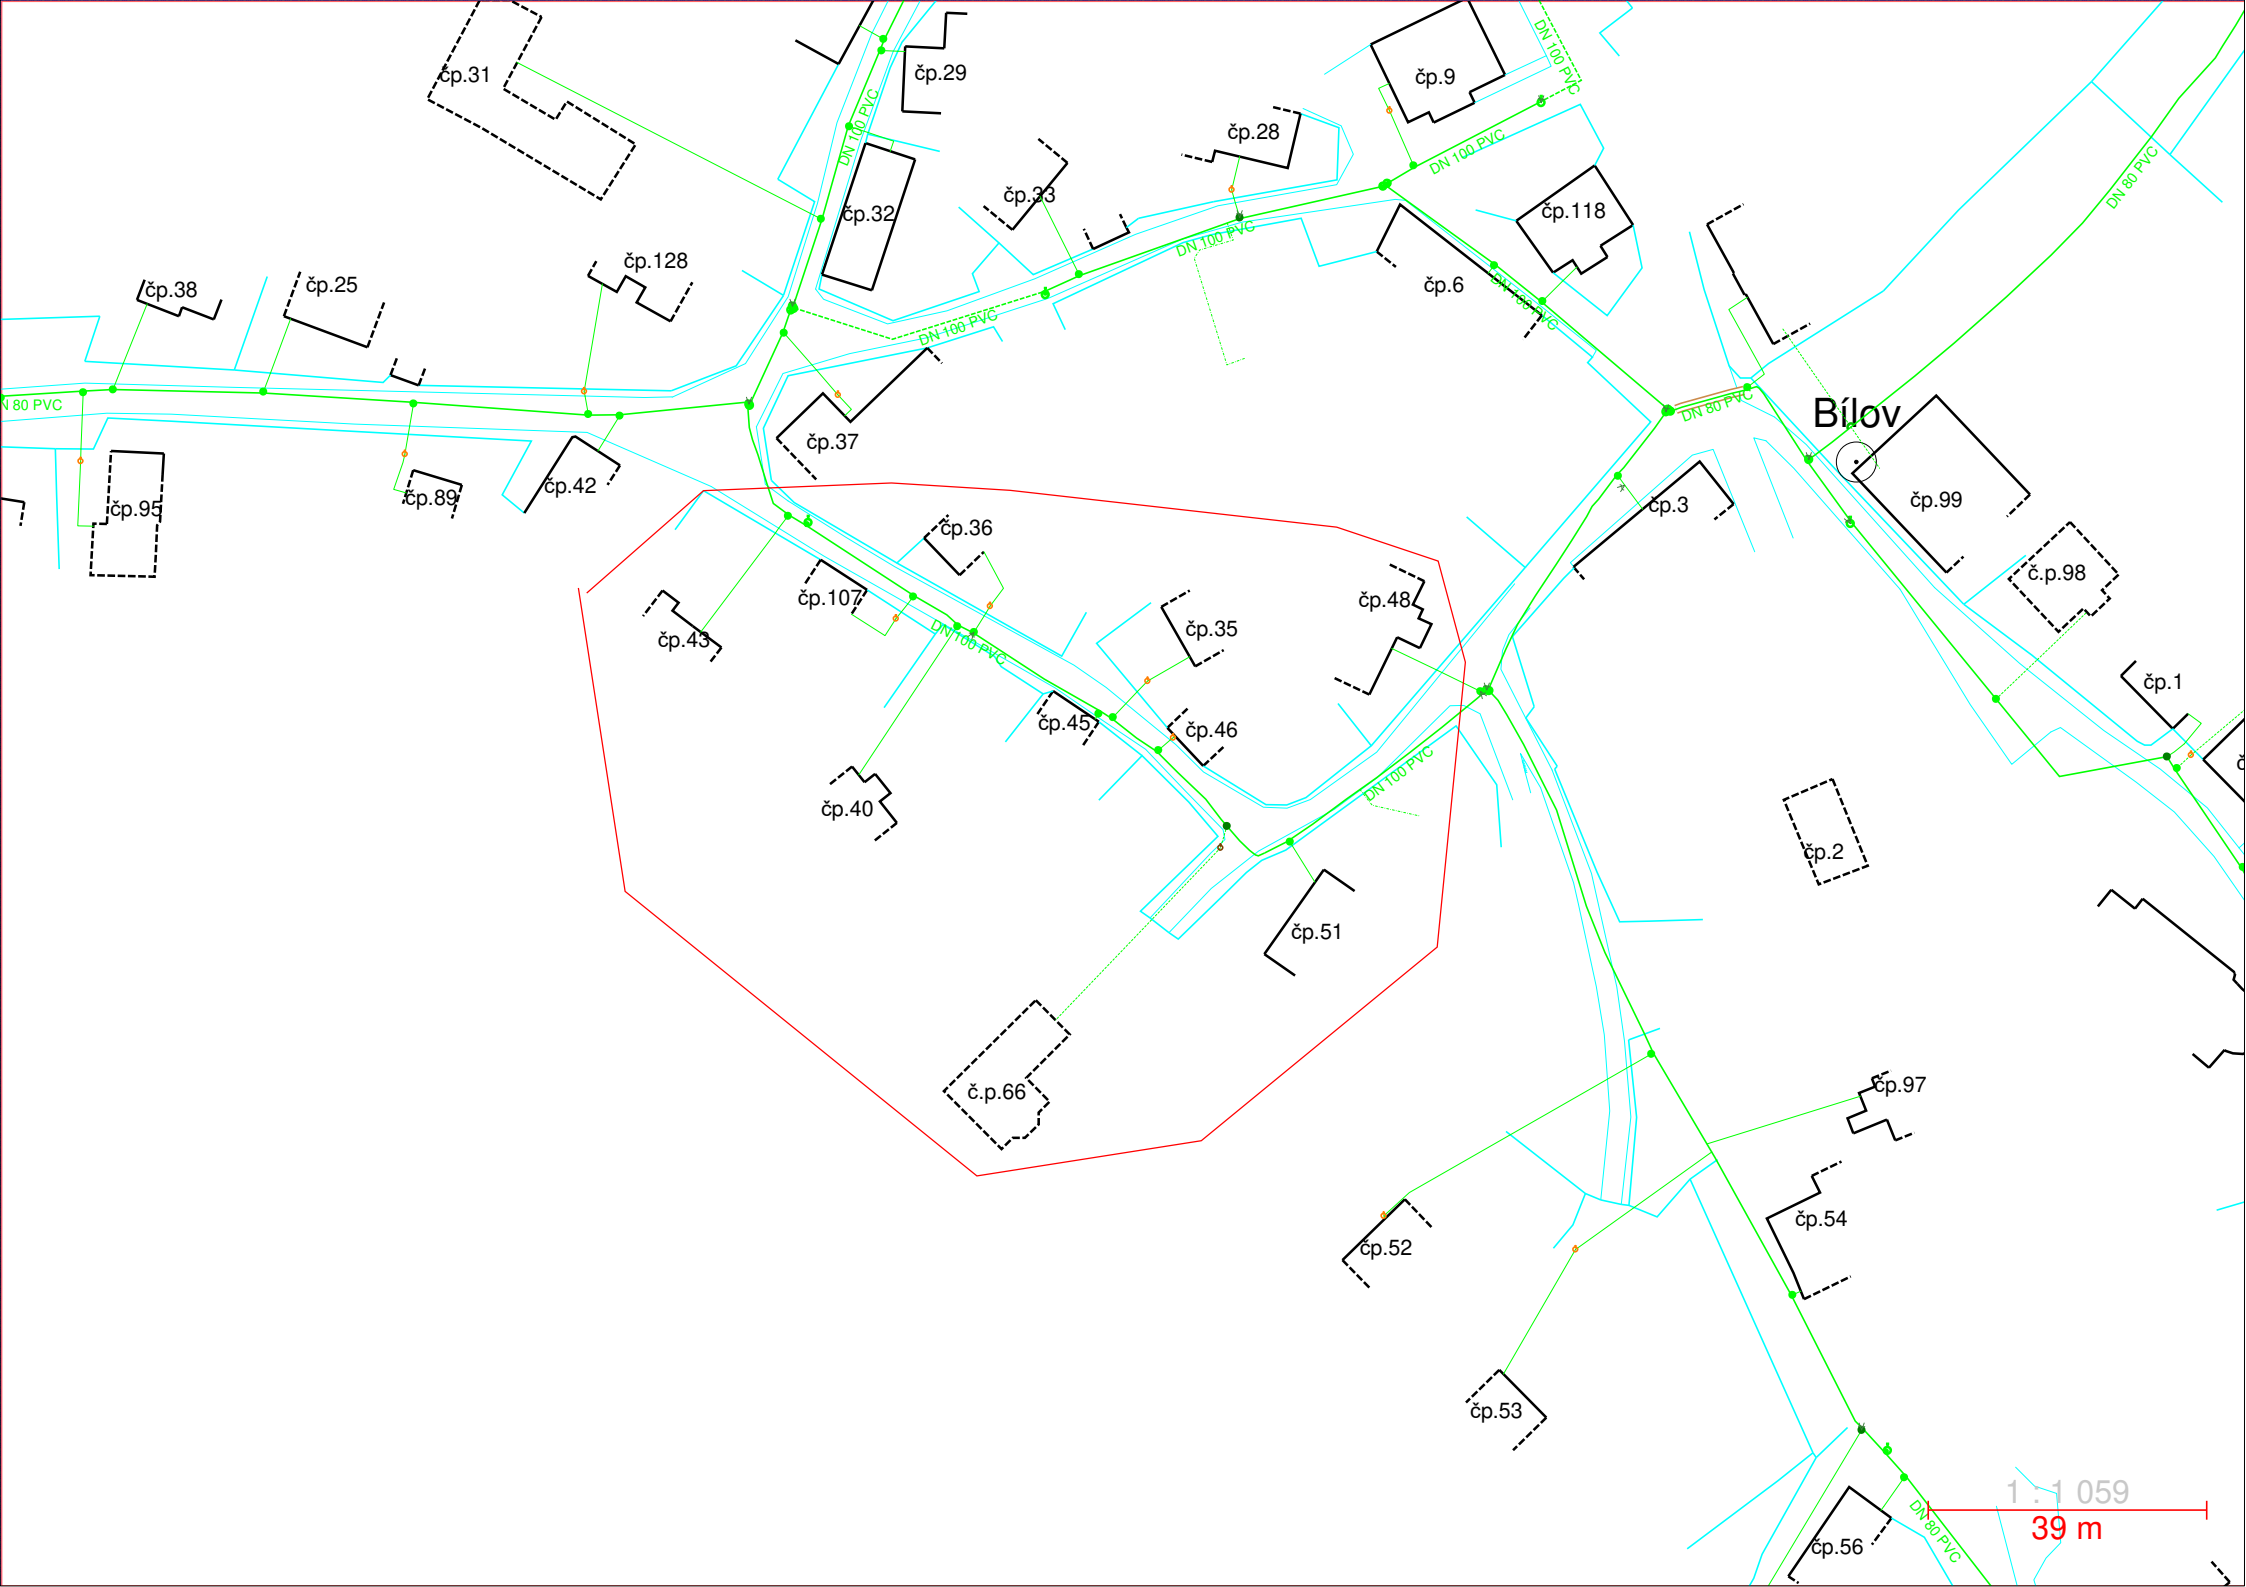 DN 100 PVC
čp.31
čp.29
čp.9
DN 100 PVC
čp.28
DN 100 PVC
DN 80 PVC
čp.33
čp.32
čp.118
DN 100 PVC
čp.128
čp.38
čp.25
čp.6
DN 100 PVC
DN 100 PVC
N 80 PVC
DN 80 PVC
Bílov
čp.37
čp.42
čp.89
čp.95
čp.3
čp.99
čp.36
č.p.98
čp.107
čp.48
čp.43
DN 100 PVC
čp.35
čp.1
čp.45
čp.46
DN 100 PVC
čp.40
čp.2
čp.51
č.p.66
čp.97
čp.54
čp.52
čp.53
1 : 1 059
39 m
DN 80 PVC
čp.56